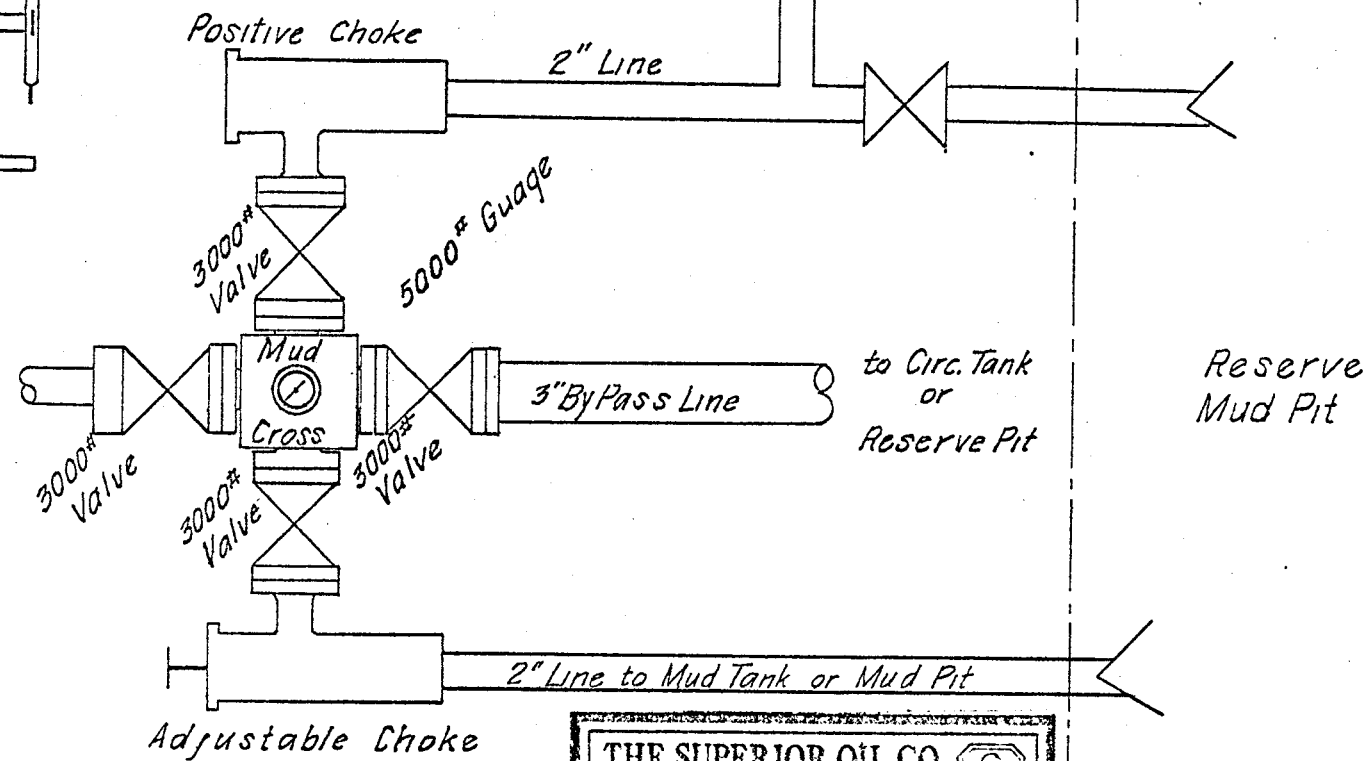 Positive Choke
2" Line
3000#
Valve
5000# Guage
Mud
Cross
3000#
Valve
3" By Pass Line
3000#
Valve
3000#
Valve
to Circ. Tank
or
Reserve Pit
Reserve
Mud Pit
2" Line to Mud Tank or Mud Pit
Adjustable Choke
THE SUPERIOR OIL CO